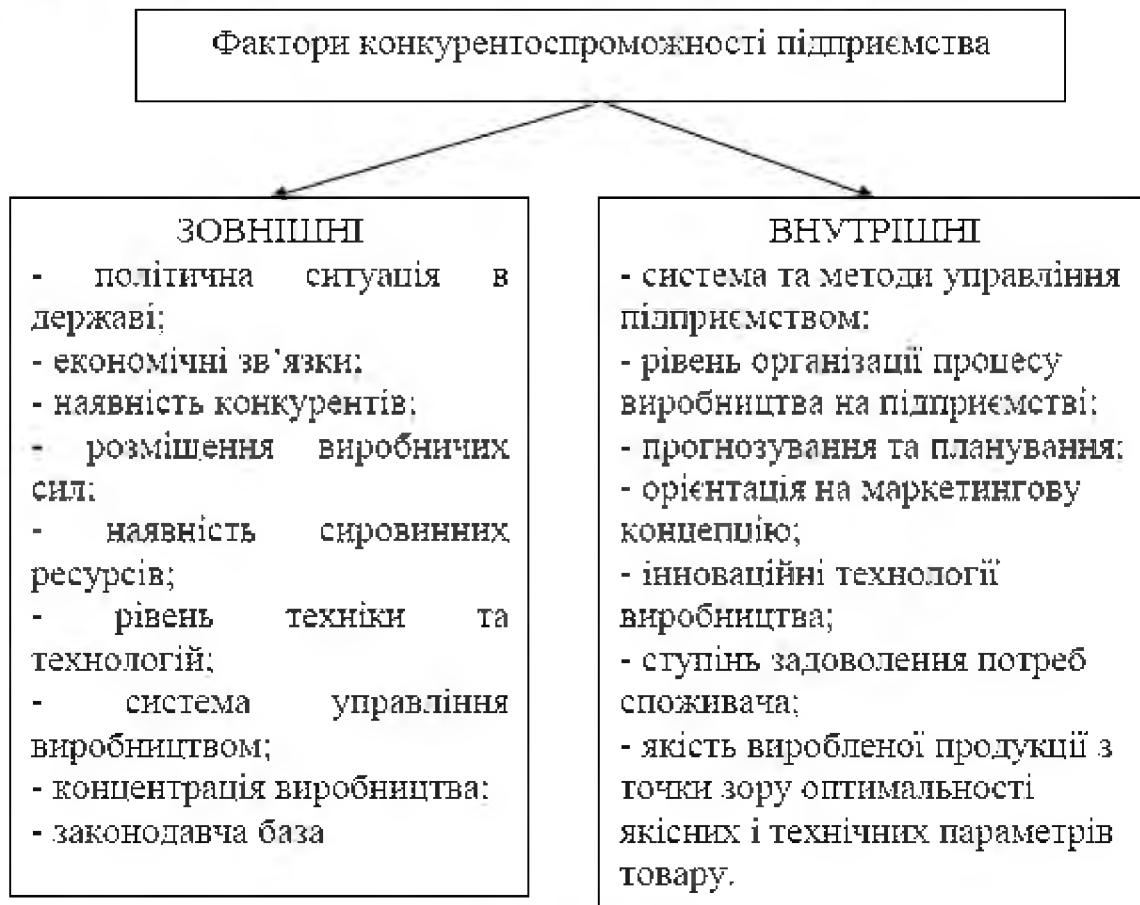 Фактори конкурентоспроможності підприємства
ЗОВНІШНІ
- політична ситуація в
державі;
- економічні зв’язки;
- наявність конкурентів;
- розміщення виробничих
сил;
- наявність сировинних
ресурсів;
- рівень техніки та
технологій;
- система управління
виробництвом;
- концентрація виробництва;
- законодавча база
ВНУТРІШНІ
- система та методи управління
підприємством;
- рівень організації процесу
виробництва на підприємстві;
- прогнозування та планування;
- орієнтація на маркетингову
концепцію;
- інноваційні технології
виробництва;
- ступінь задоволення потреб
споживача;
- якість виробленої продукції з
точки зору оптимальності
якісних і технічних параметрів
товару.